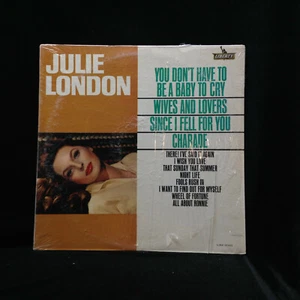 JULIE
LONDON
LIBERTY
YOU DON'T HAVE TO
BE A BABY TO CRY
WIVES AND LOVERS
SINCE I FELL FOR YOU
CHARADE
THERE! I'VE SAID IT AGAIN
I WISH YOU LOVE
THAT SUNDAY THAT SUMMER
NIGHT LIFE
FOOLS RUSH IN
I WANT TO FIND OUT FOR MYSELF
WHEEL OF FORTUNE
ALL ABOUT RONNIE